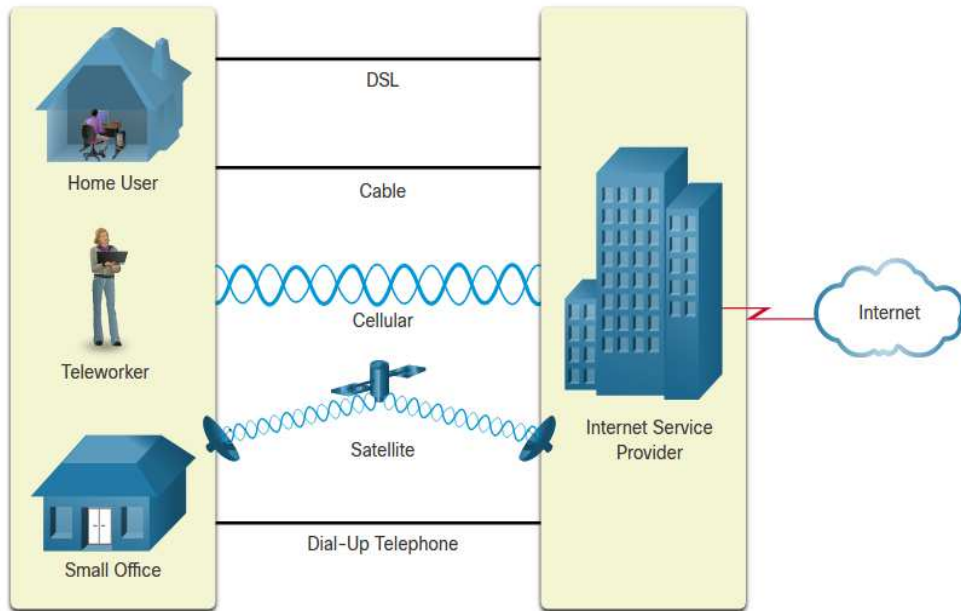 DSL
Home User
Cable
Cellular
Teleworker
Satellite
Internet Service
Provider
Internet
Dial-Up Telephone
Small Office